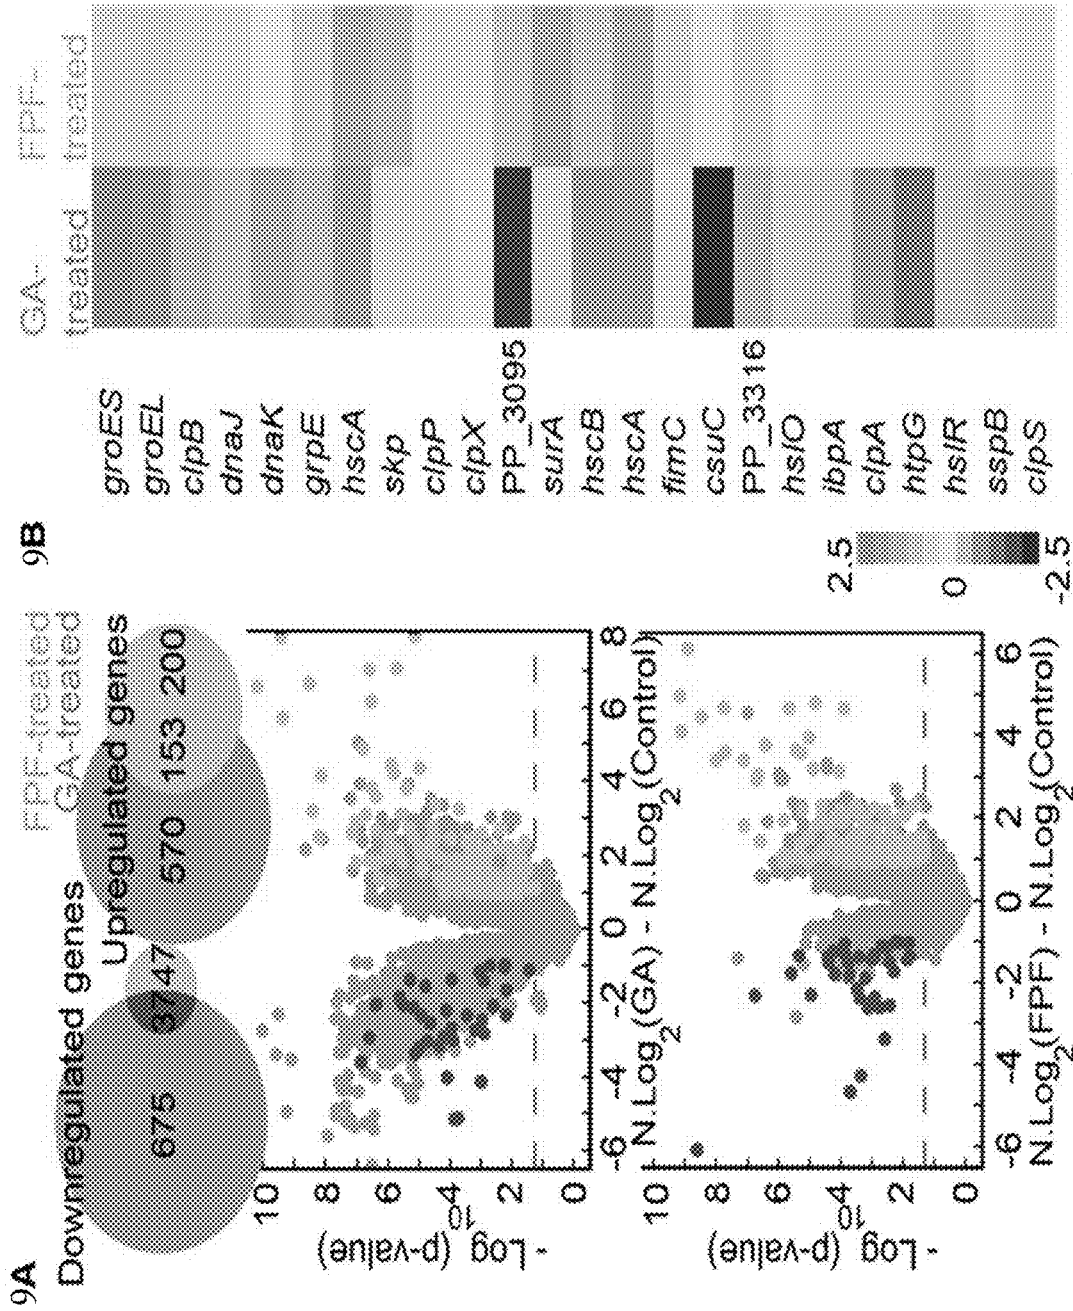 9A
Downregulated genes
Upregulated genes
FPF-treated
GA-treated
675
37
47
570
153
200
10
8
6
4
2
0
- Log10 (p-value)
-6
-4
-2
0
2
4
6
8
N.Log2(GA) - N.Log2(Control)
10
8
6
4
2
0
- Log10 (p-value)
-6
-4
-2
0
2
4
6
N.Log2(FPF) - N.Log2(Control)
9B
GA-
treated
FPF-
treated
groES
groEL
clpB
dnaJ
dnaK
grpE
hscA
skp
clpP
clpX
PP_3095
surA
hscB
hscA
fimC
csuC
PP_3316
hslO
ibpA
clpA
htpG
hslR
sspB
clpS
2.5
0
-2.5